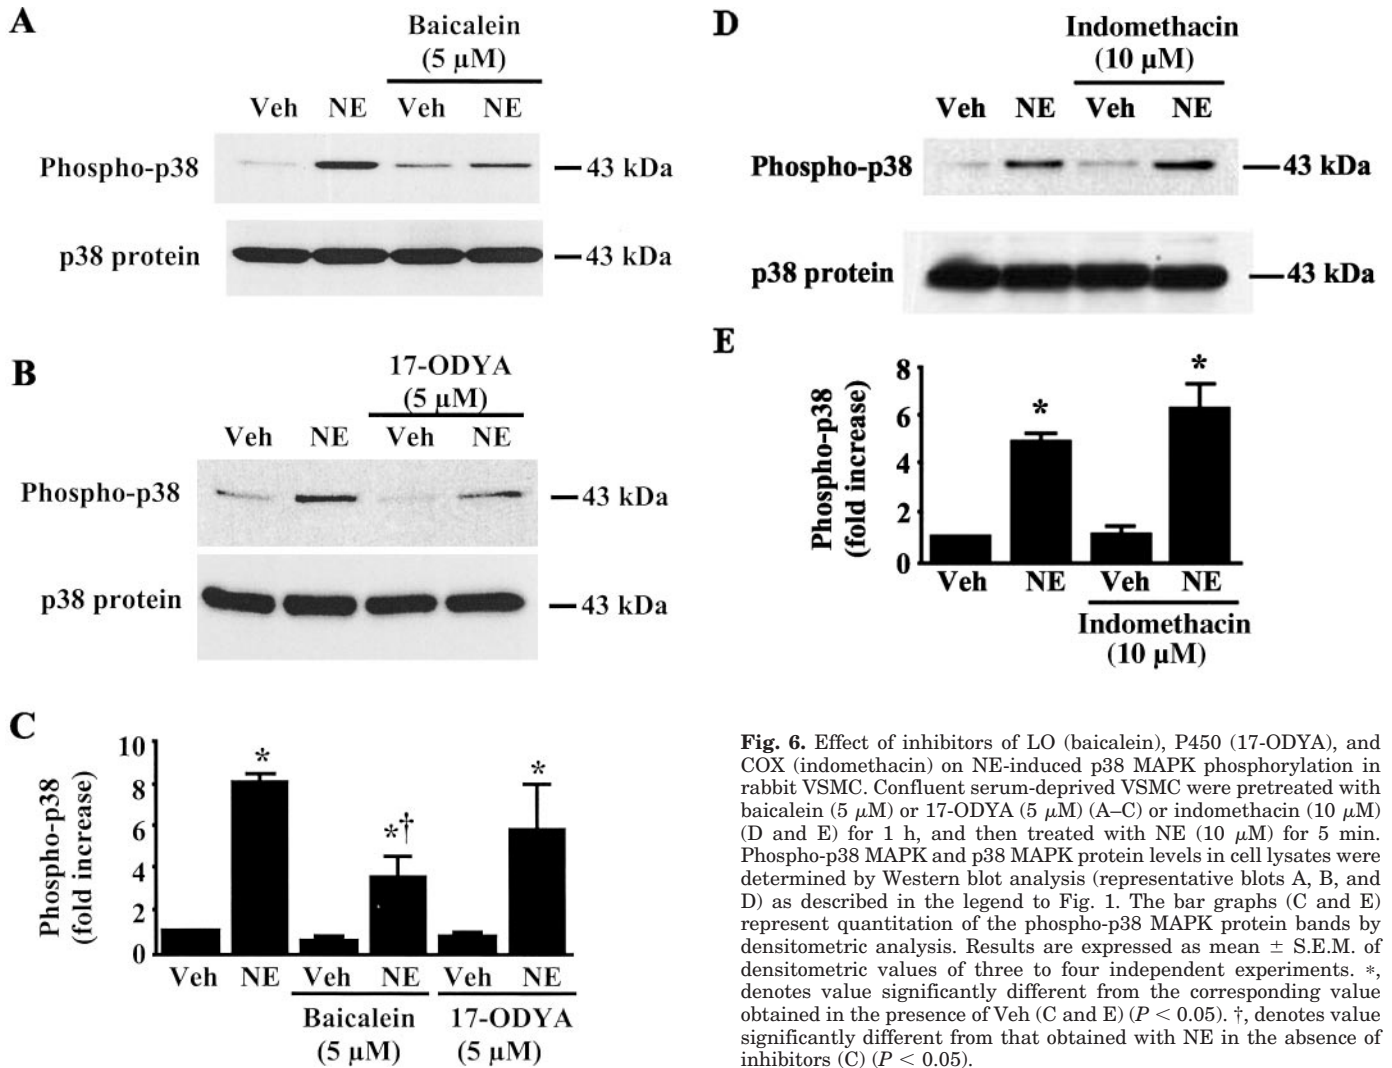 A
Baicalein
(5 µM)
Veh NE Veh NE
Phospho-p38 43 kDa
p38 protein 43 kDa
B
17-ODYA
(5 µM)
Veh NE Veh NE
Phospho-p38 43 kDa
p38 protein 43 kDa
C
Phospho-p38
(fold increase)
10
8
6
4
2
0
*
*†
*
Veh NE Veh NE Veh NE
Baicalein 17-ODYA
(5 µM) (5 µM)
D
Indomethacin
(10 µM)
Veh NE Veh NE
Phospho-p38 43 kDa
p38 protein 43 kDa
E
Phospho-p38
(fold increase)
8
6
4
2
0
*
*
Veh NE Veh NE
Indomethacin
(10 µM)
Fig. 6. Effect of inhibitors of LO (baicalein), P450 (17-ODYA), and
COX (indomethacin) on NE-induced p38 MAPK phosphorylation in
rabbit VSMC. Confluent serum-deprived VSMC were pretreated with
baicalein (5 µM) or 17-ODYA (5 µM) (A–C) or indomethacin (10 µM)
(D and E) for 1 h, and then treated with NE (10 µM) for 5 min.
Phospho-p38 MAPK and p38 MAPK protein levels in cell lysates were
determined by Western blot analysis (representative blots A, B, and
D) as described in the legend to Fig. 1. The bar graphs (C and E)
represent quantitation of the phospho-p38 MAPK protein bands by
densitometric analysis. Results are expressed as mean ± S.E.M. of
densitometric values of three to four independent experiments. *,
denotes value significantly different from the corresponding value
obtained in the presence of Veh (C and E) (P < 0.05). †, denotes value
significantly different from that obtained with NE in the absence of
inhibitors (C) (P < 0.05).